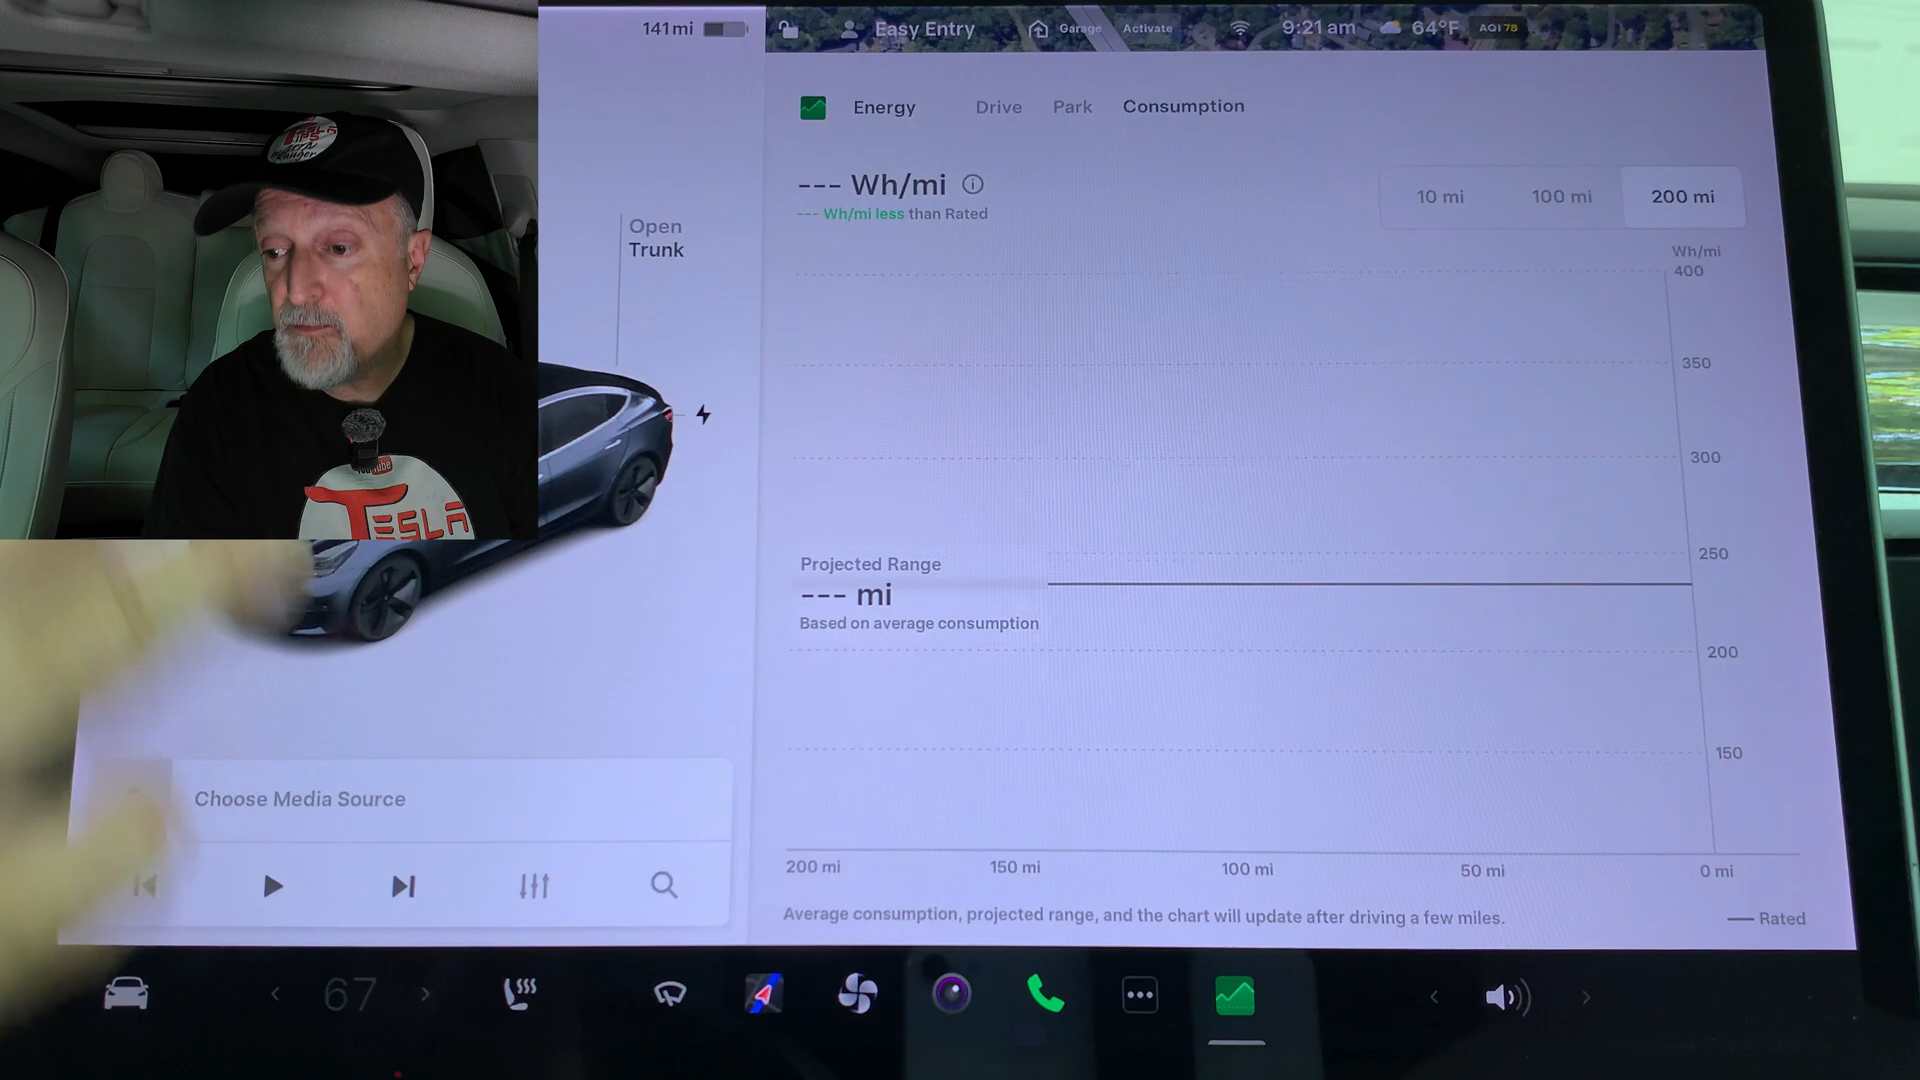 141 mi
Easy Entry
Garage
Activate
9:21 am
64°F
AQI 78
Energy
Drive
Park
Consumption
--- Wh/mi
--- Wh/mi less than Rated
10 mi
100 mi
200 mi
Open
Trunk
Wh/mi
400
350
300
250
200
150
Projected Range
--- mi
Based on average consumption
200 mi
150 mi
100 mi
50 mi
0 mi
Average consumption, projected range, and the chart will update after driving a few miles.
Rated
Choose Media Source
67
TESLA
TIPS
TESLA